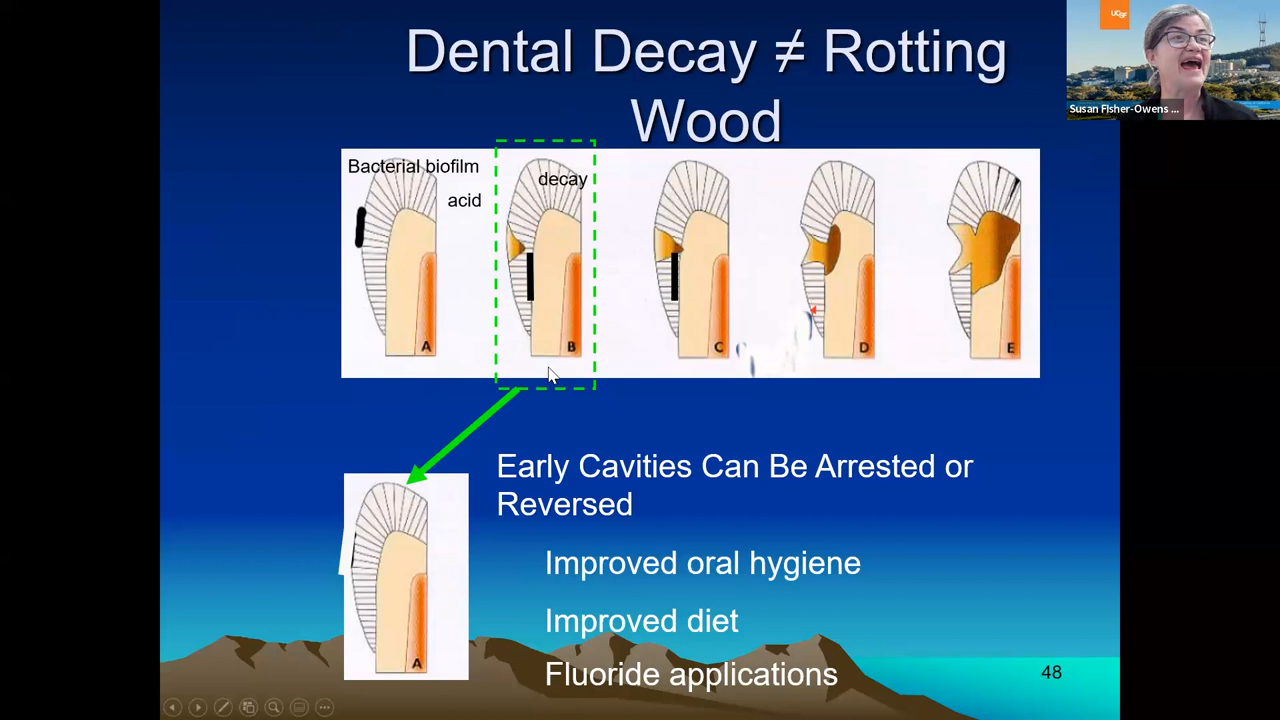 Dental Decay ≠ Rotting
Wood
UCSF
Susan Fisher-Owens ...
Bacterial biofilm
acid
decay
A
B
C
D
E
Early Cavities Can Be Arrested or
Reversed
Improved oral hygiene
Improved diet
Fluoride applications
A
48